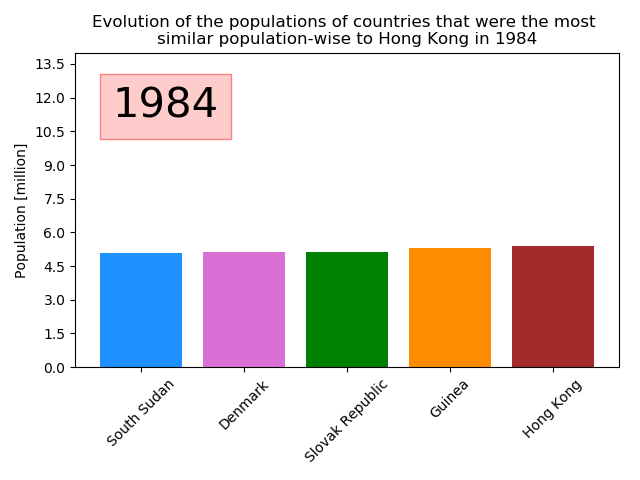 Evolution of the populations of countries that were the most
similar population-wise to Hong Kong in 1984
1984
Population [million]
13.5
12.0
10.5
9.0
7.5
6.0
4.5
3.0
1.5
0.0
South Sudan
Denmark
Slovak Republic
Guinea
Hong Kong